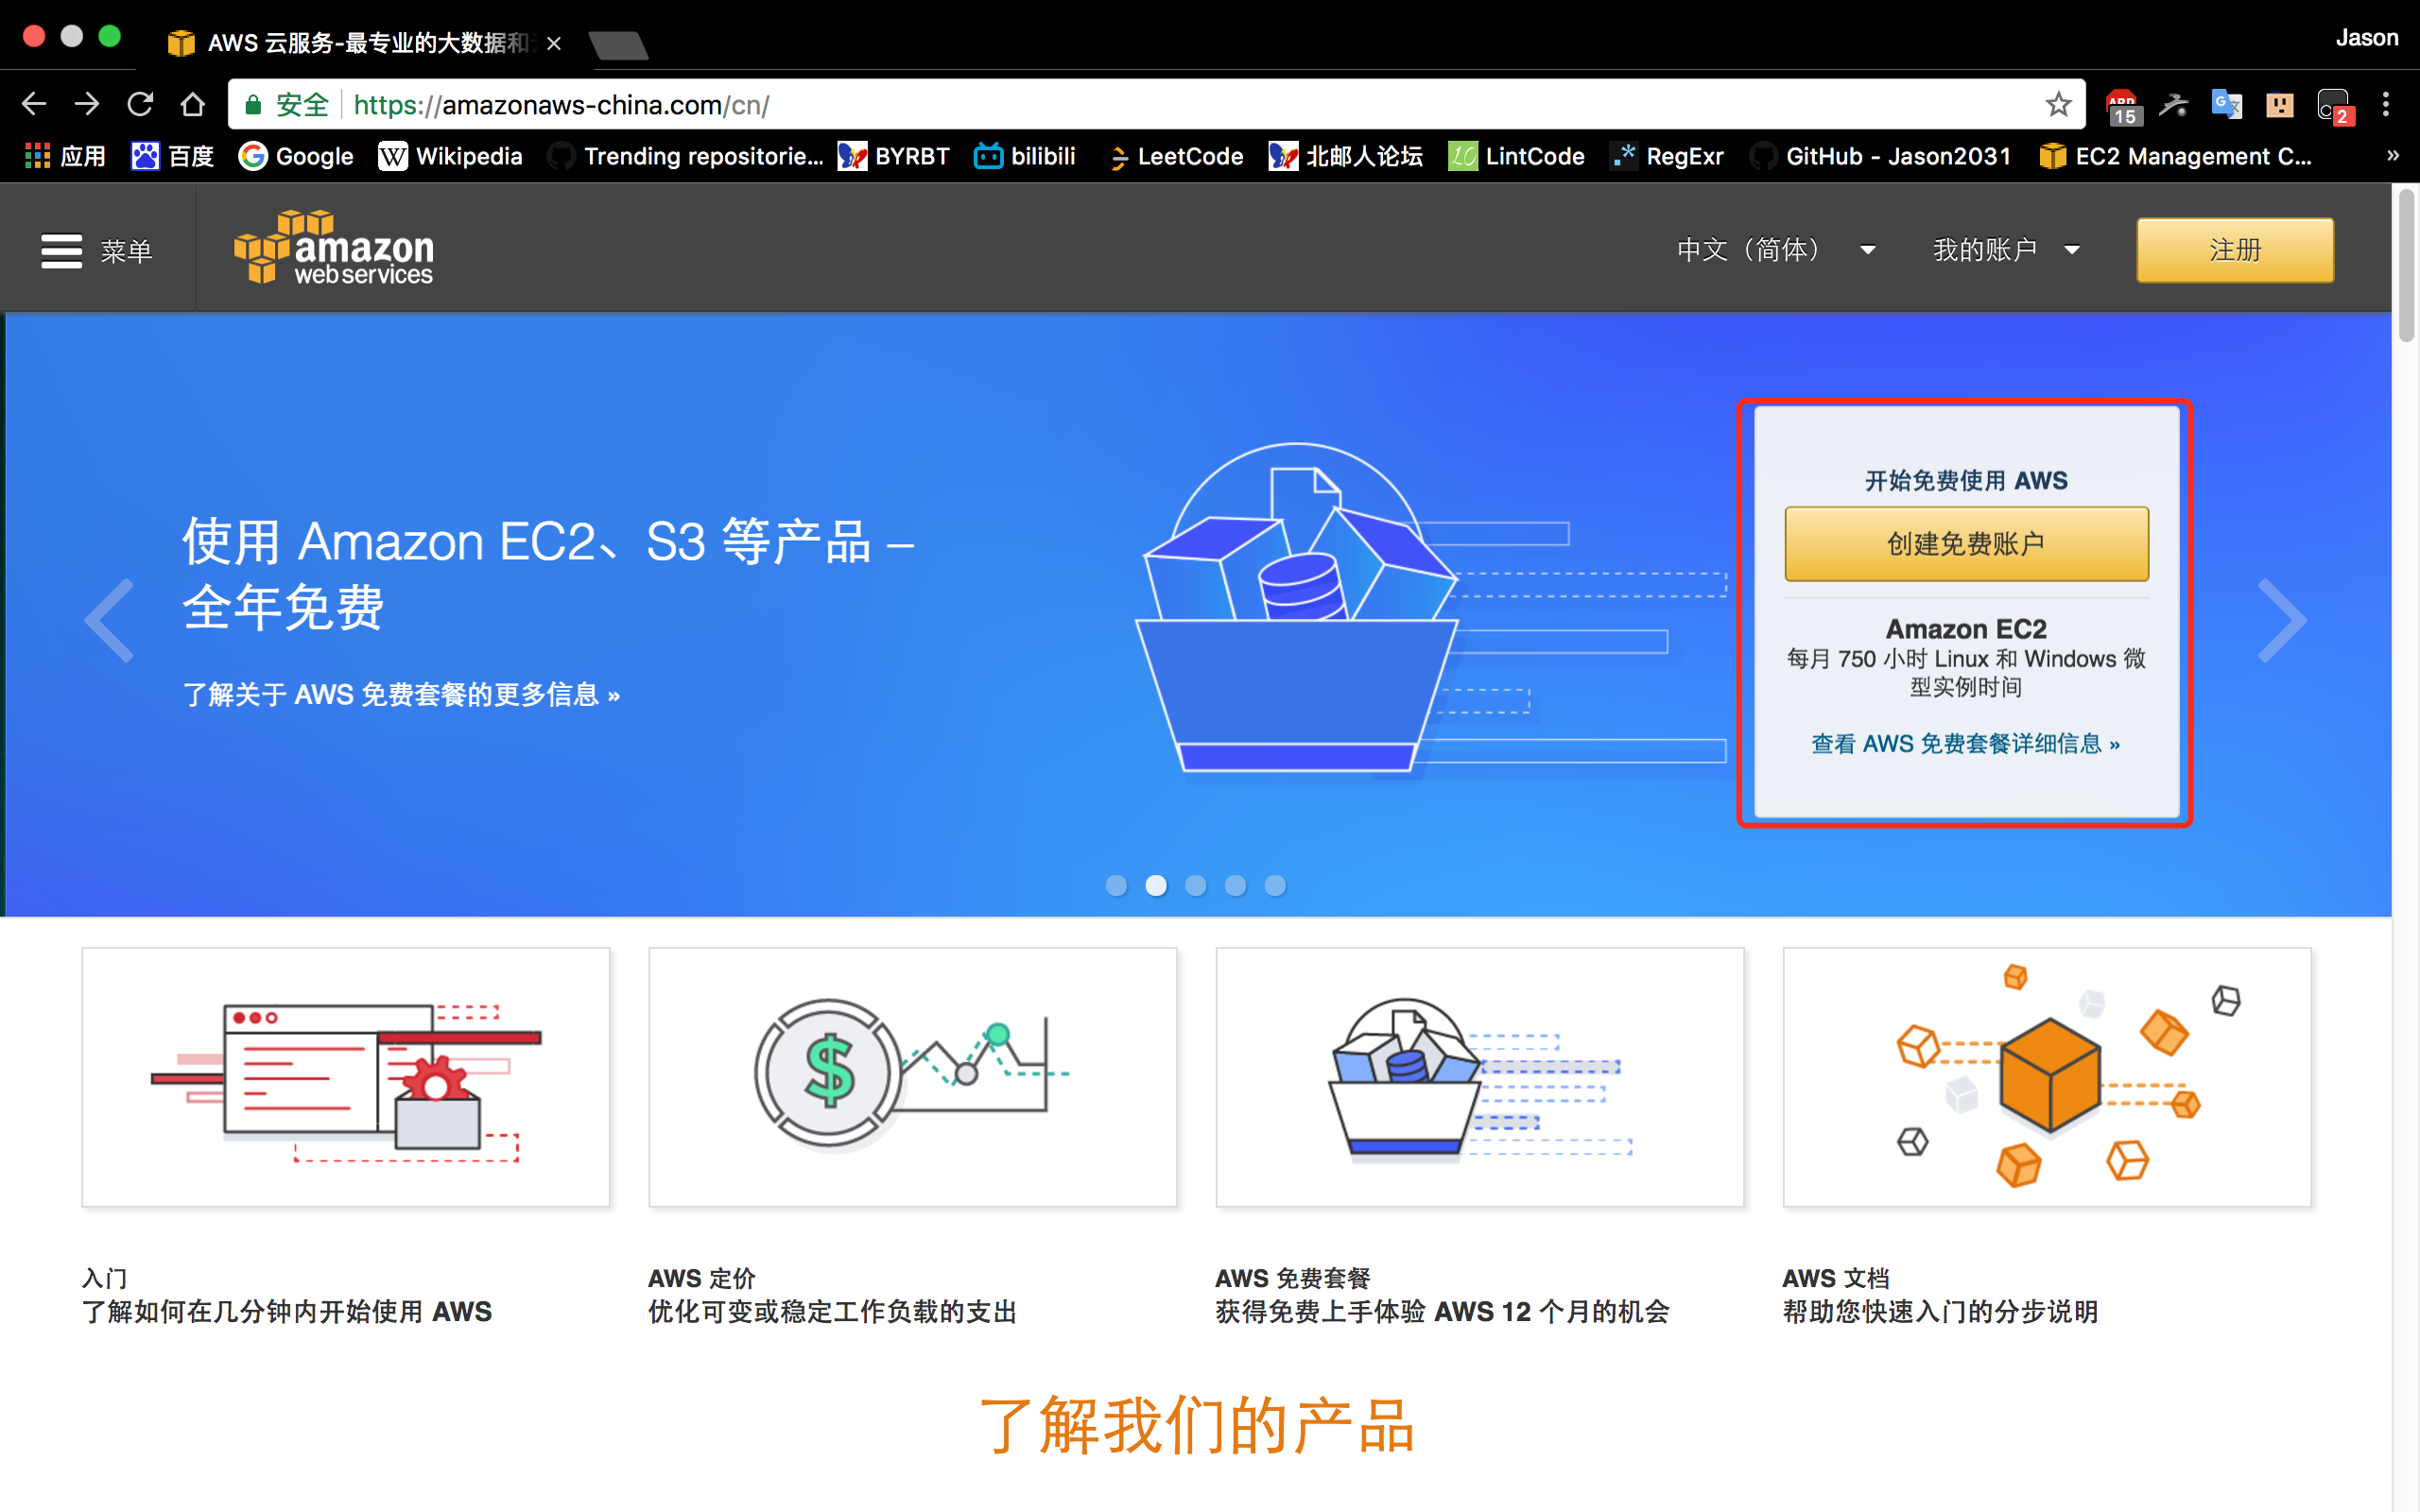 AWS 云服务-最专业的大数据和
Jason
安全 https://amazonaws-china.com/cn/
15
2
应用 百度 Google Wikipedia Trending repositorie... BYRBT bilibili LeetCode 北邮人论坛 LintCode RegExr GitHub - Jason2031 EC2 Management C... »
菜单
amazon
web services
中文（简体）
我的账户
注册
使用 Amazon EC2、S3 等产品 –
全年免费
了解关于 AWS 免费套餐的更多信息 »
开始免费使用 AWS
创建免费账户
Amazon EC2
每月 750 小时 Linux 和 Windows 微
型实例时间
查看 AWS 免费套餐详细信息 »
入门
了解如何在几分钟内开始使用 AWS
AWS 定价
优化可变或稳定工作负载的支出
AWS 免费套餐
获得免费上手体验 AWS 12 个月的机会
AWS 文档
帮助您快速入门的分步说明
了解我们的产品